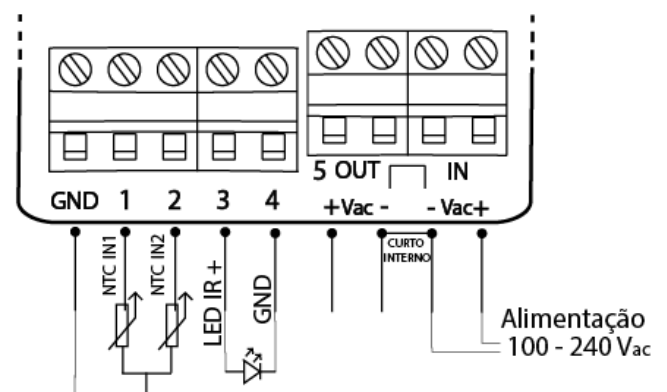 5 OUT IN
GND 1 2 3 4
+Vac - - Vac+
CURTO
INTERNO
NTC IN1
NTC IN2
LED IR +
GND
Alimentação
100 - 240 Vac